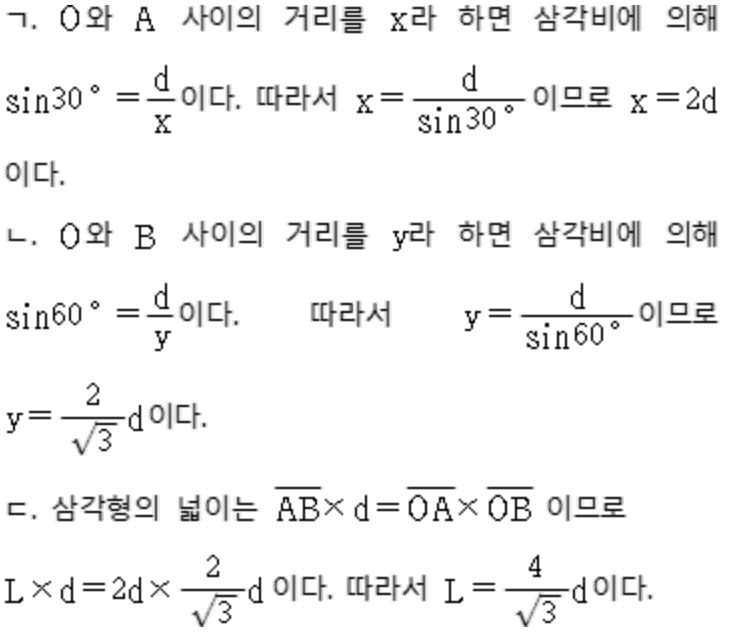 ㄱ. O와 A 사이의 거리를 x라 하면 삼각비에 의해
sin30° = d/x 이다. 따라서 x = d/sin30° 이므로 x = 2d
이다.
ㄴ. O와 B 사이의 거리를 y라 하면 삼각비에 의해
sin60° = d/y 이다. 따라서 y = d/sin60° 이므로
y = 2/√3 d이다.
ㄷ. 삼각형의 넓이는 A̅B̅ × d = O̅A̅ × O̅B̅ 이므로
L × d = 2d × 2/√3 d 이다. 따라서 L = 4/√3 d이다.